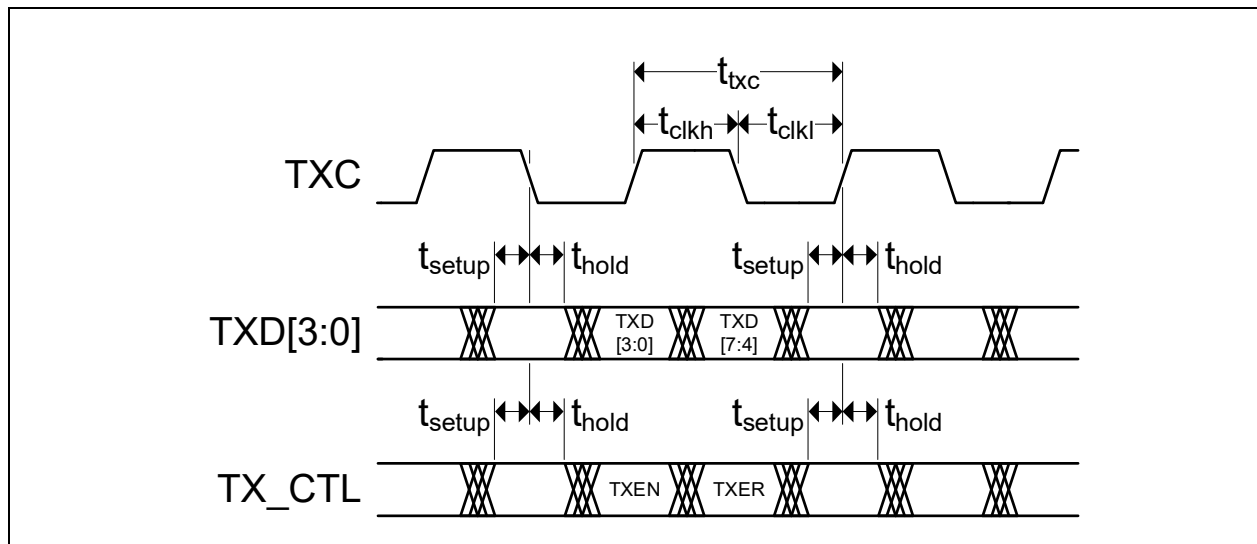 t_txc
t_clkh t_clkl
TXC
t_setup t_hold t_setup t_hold
TXD[3:0] TXD [3:0] TXD [7:4]
t_setup t_hold t_setup t_hold
TX_CTL TXEN TXER